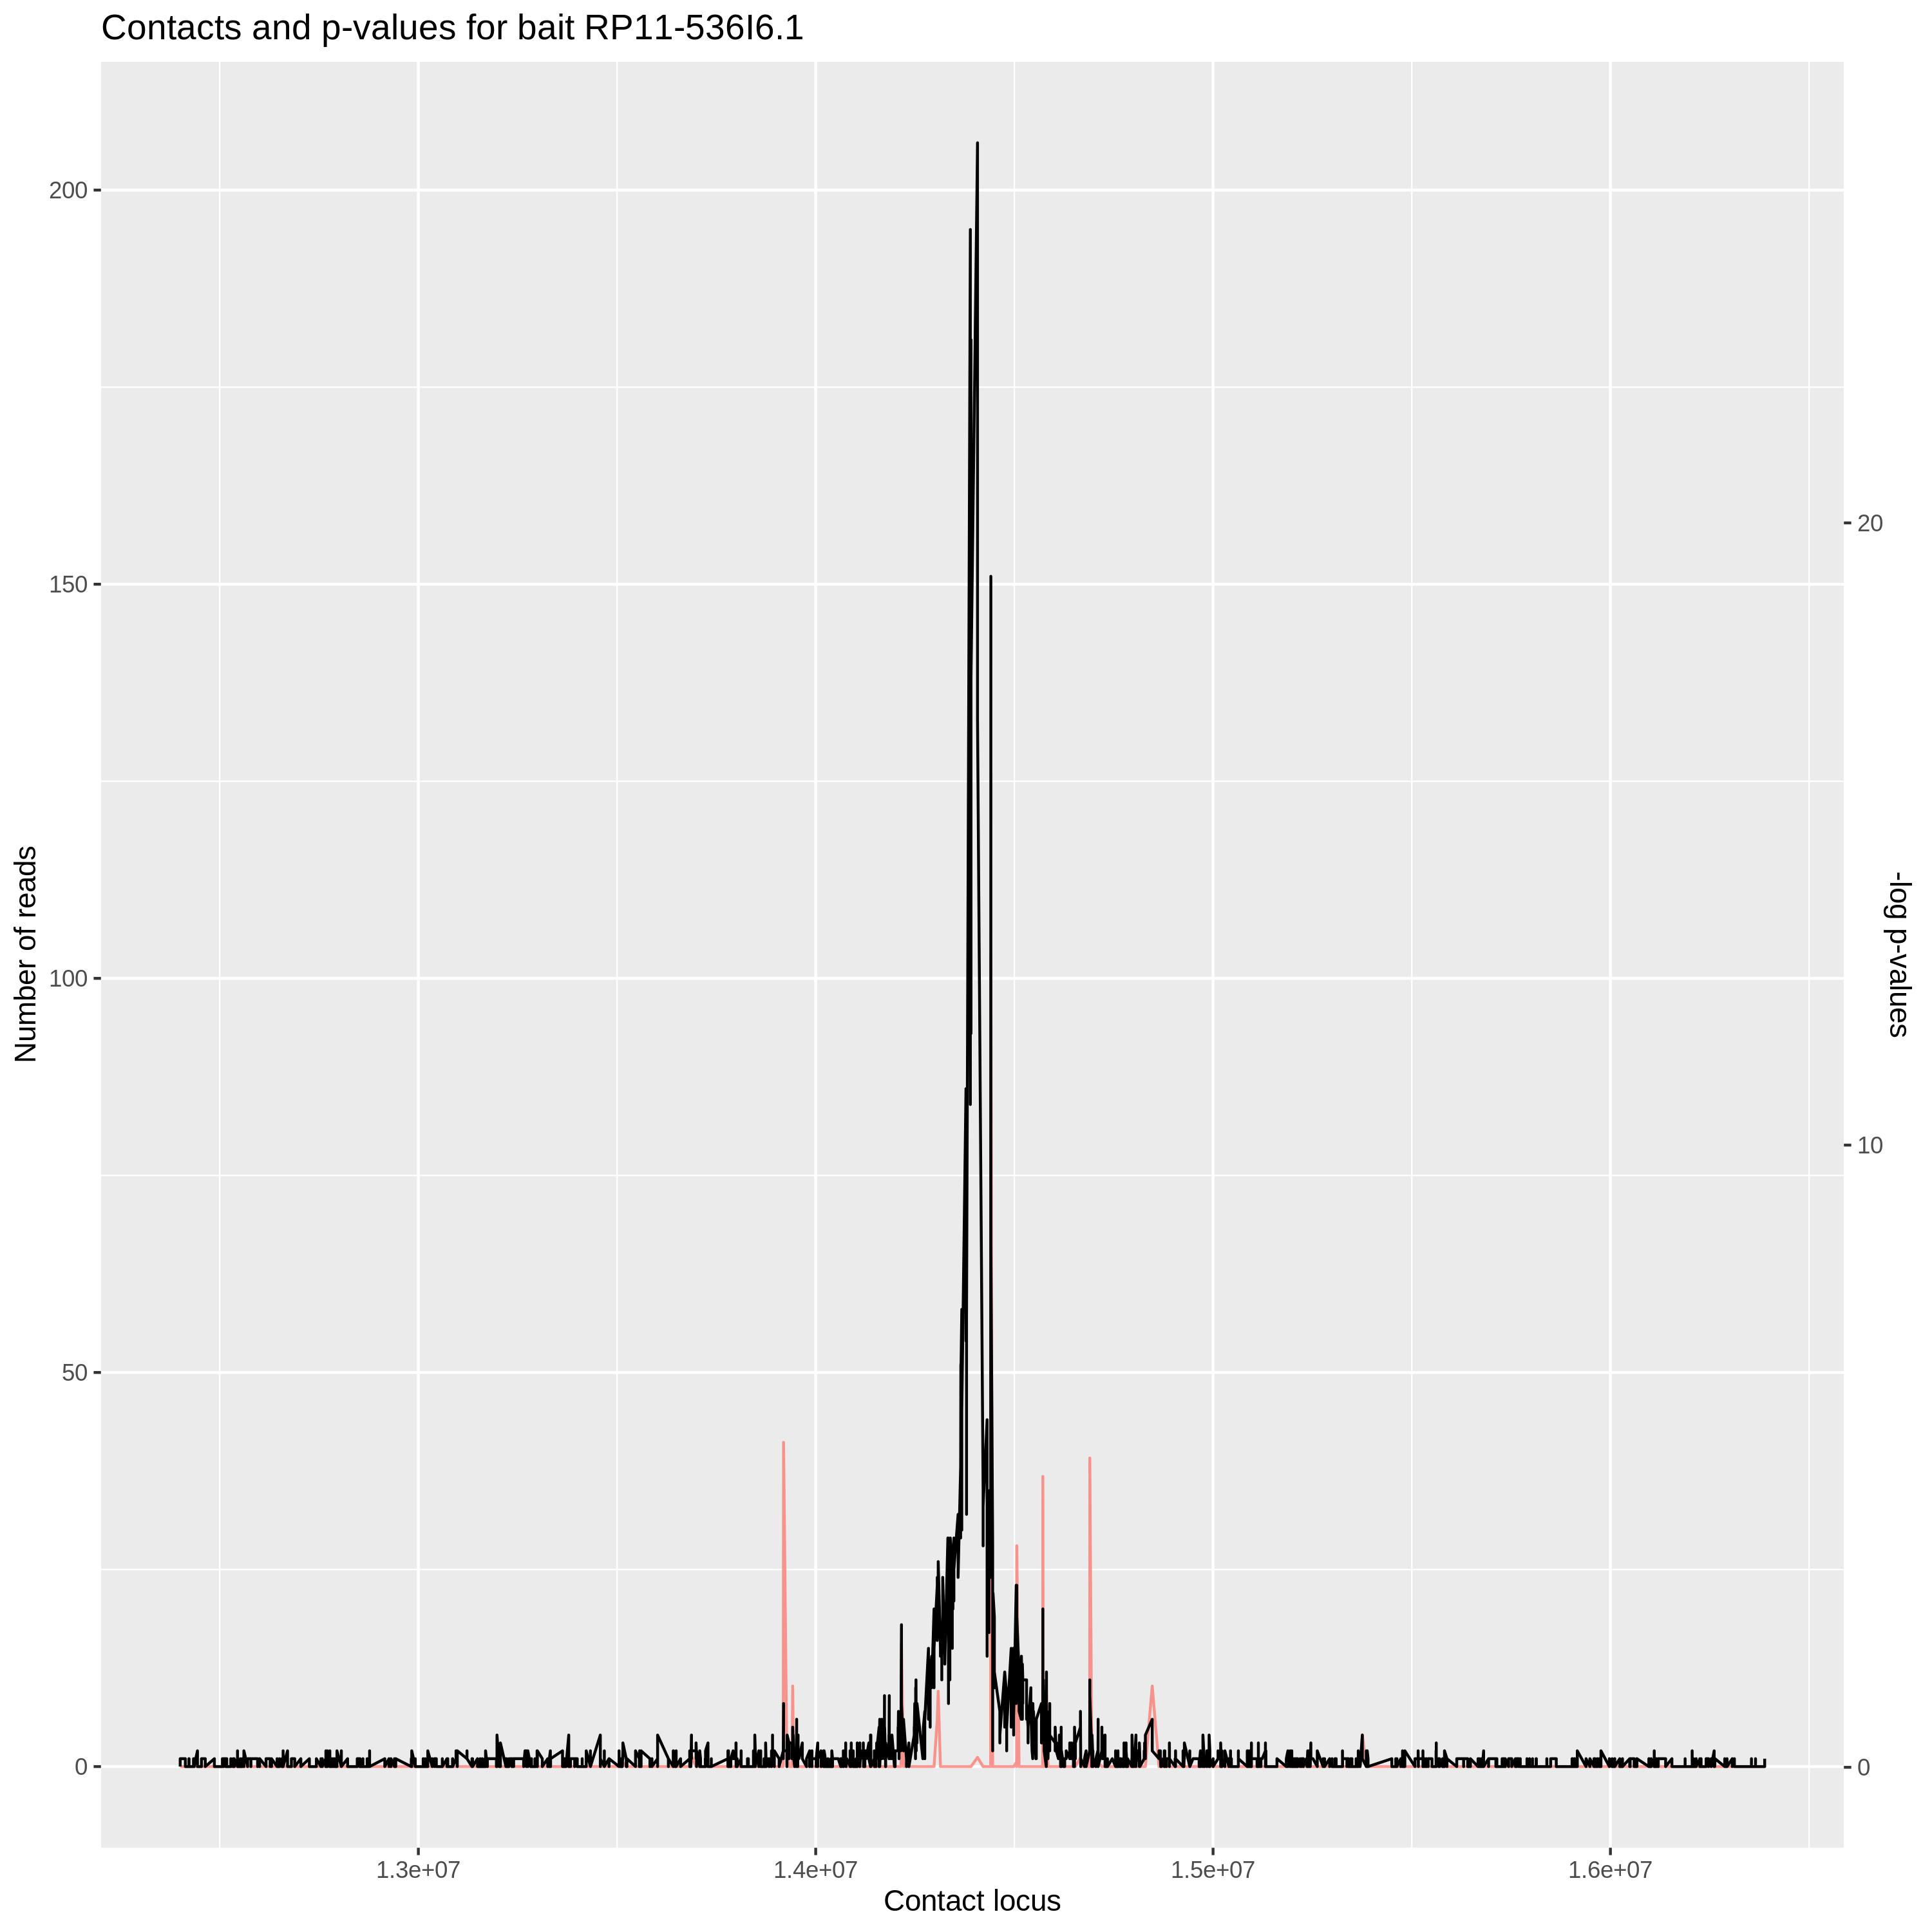 Contacts and p-values for bait RP11-536I6.1
200
150
100
50
0
20
10
0
Number of reads
-log p-values
1.3e+07
1.4e+07
1.5e+07
1.6e+07
Contact locus